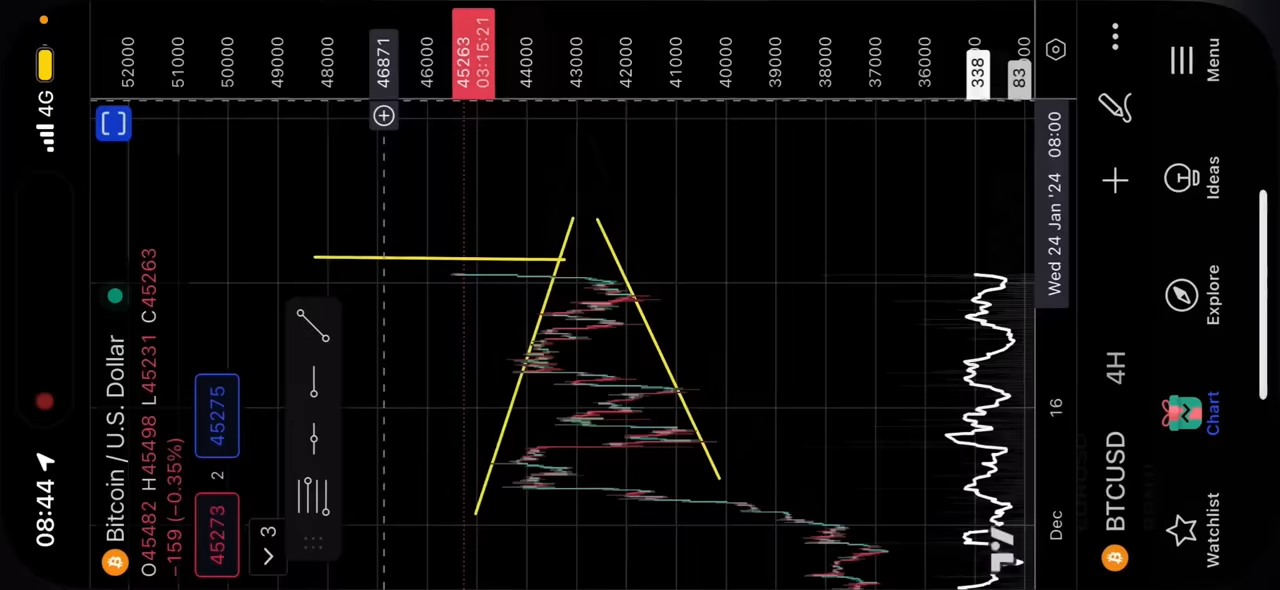 08:44
4G
Bitcoin / U.S. Dollar
O45482 H45498 L45231 C45263
−159 (−0.35%)
45273
2
45275
3
52000
51000
50000
49000
48000
46871
46000
45263
03:15:21
44000
43000
42000
41000
40000
39000
38000
37000
36000
338
83
Dec
16
Wed 24 Jan '24 08:00
BTCUSD
4H
Watchlist
Chart
Explore
Ideas
Menu